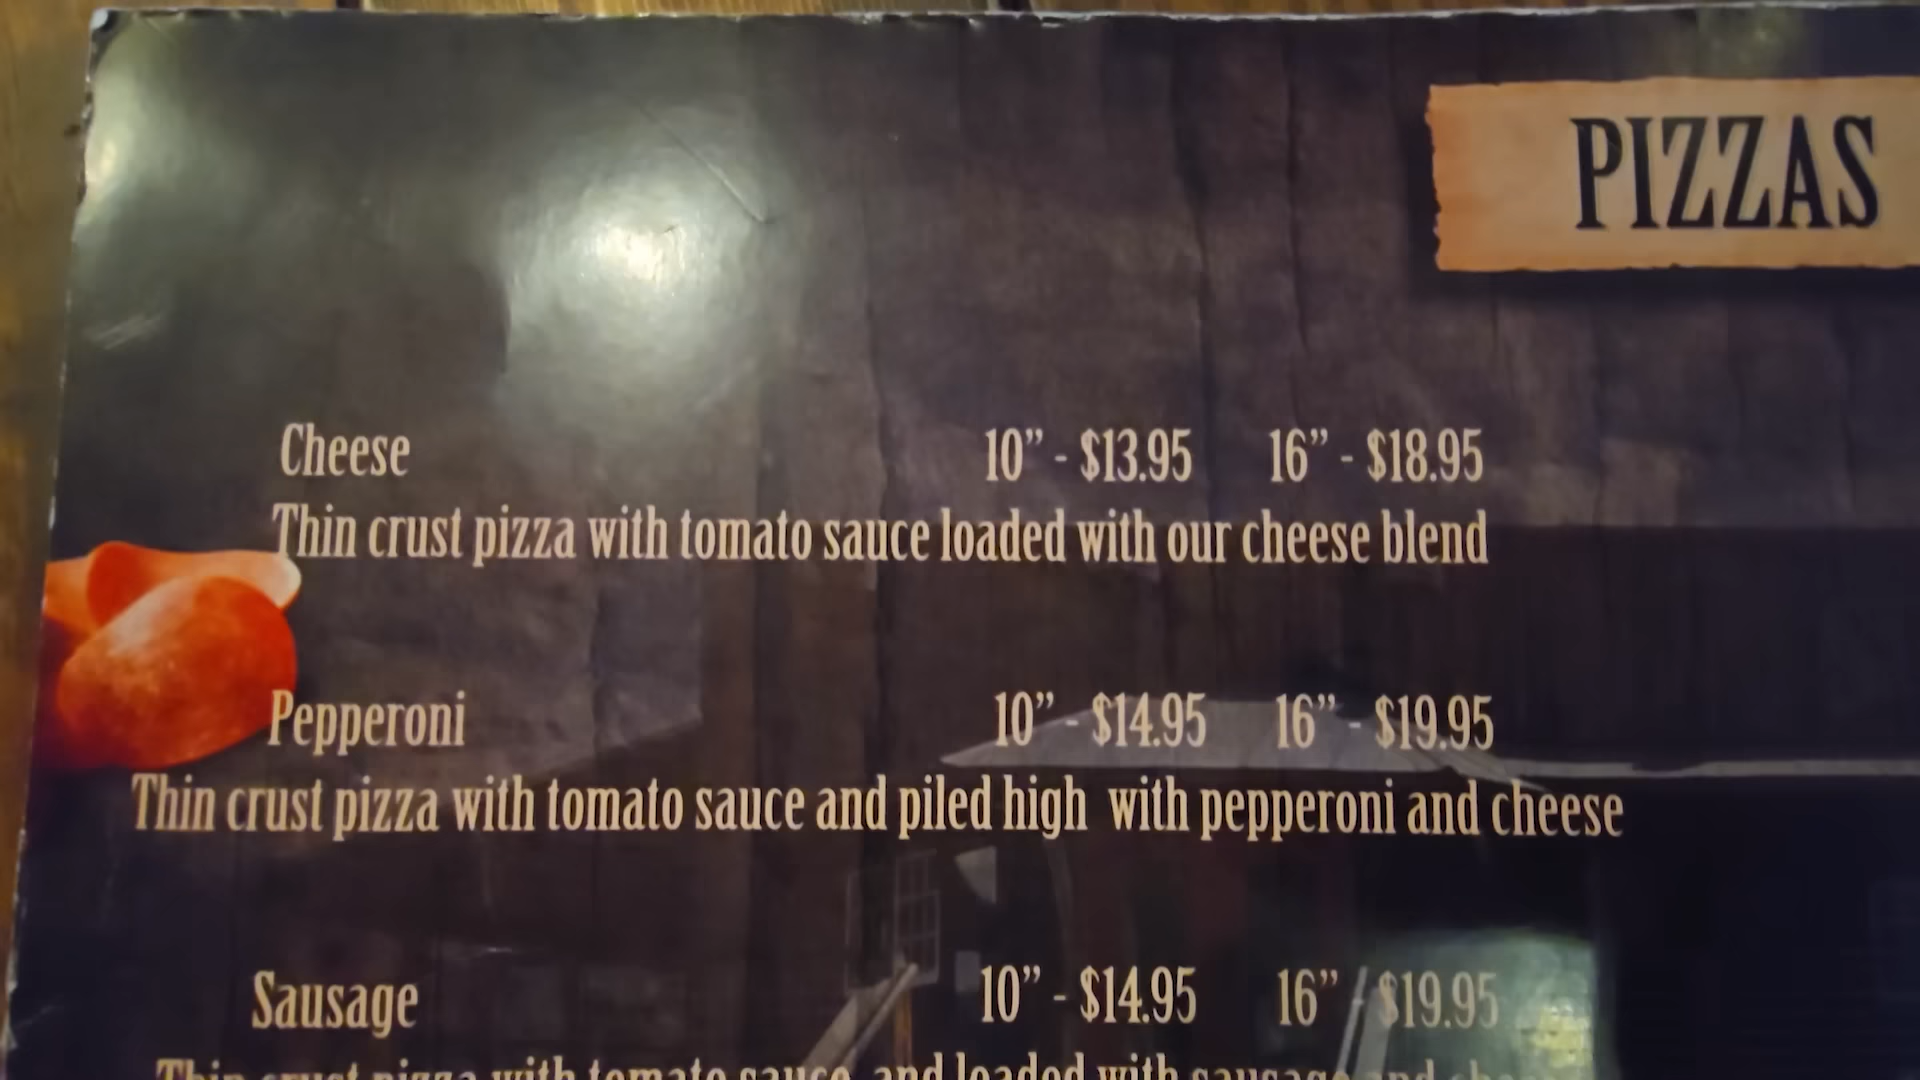 PIZZAS
Cheese 10” - $13.95 16” - $18.95
Thin crust pizza with tomato sauce loaded with our cheese blend
Pepperoni 10” - $14.95 16” - $19.95
Thin crust pizza with tomato sauce and piled high with pepperoni and cheese
Sausage 10” - $14.95 16” - $19.95
Thin crust pizza with tomato sauce and loaded with sausage and